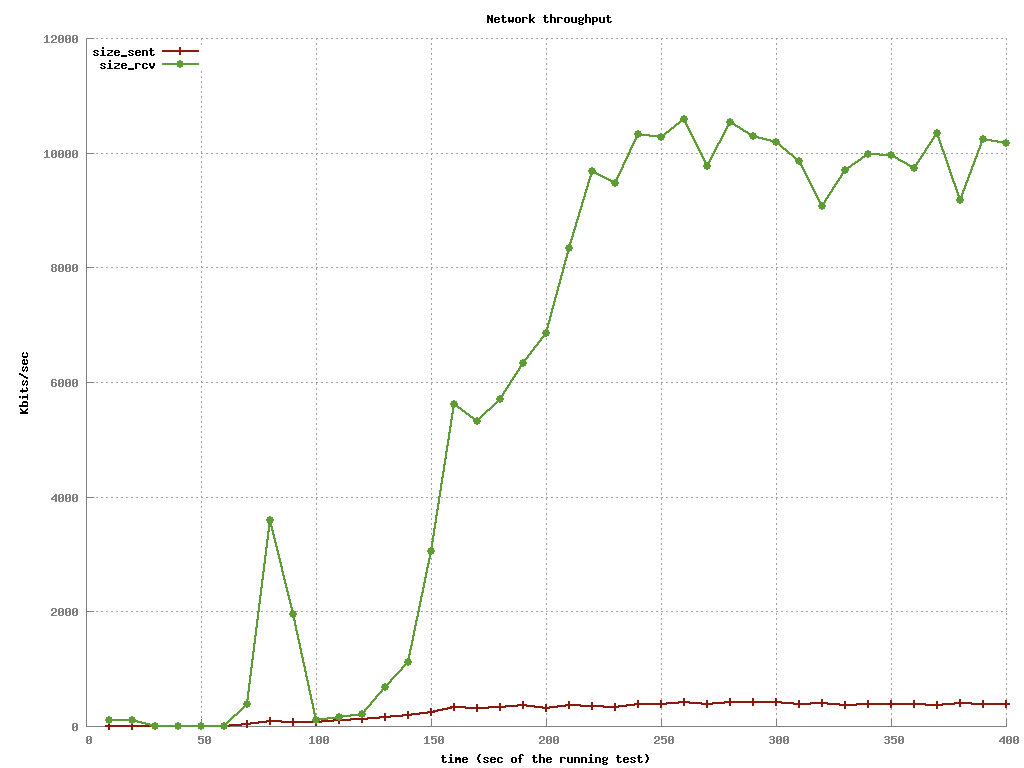 Network throughput
size_sent
size_rcv
12000
10000
8000
6000
4000
2000
0
Kbits/sec
0 50 100 150 200 250 300 350 400
time (sec of the running test)